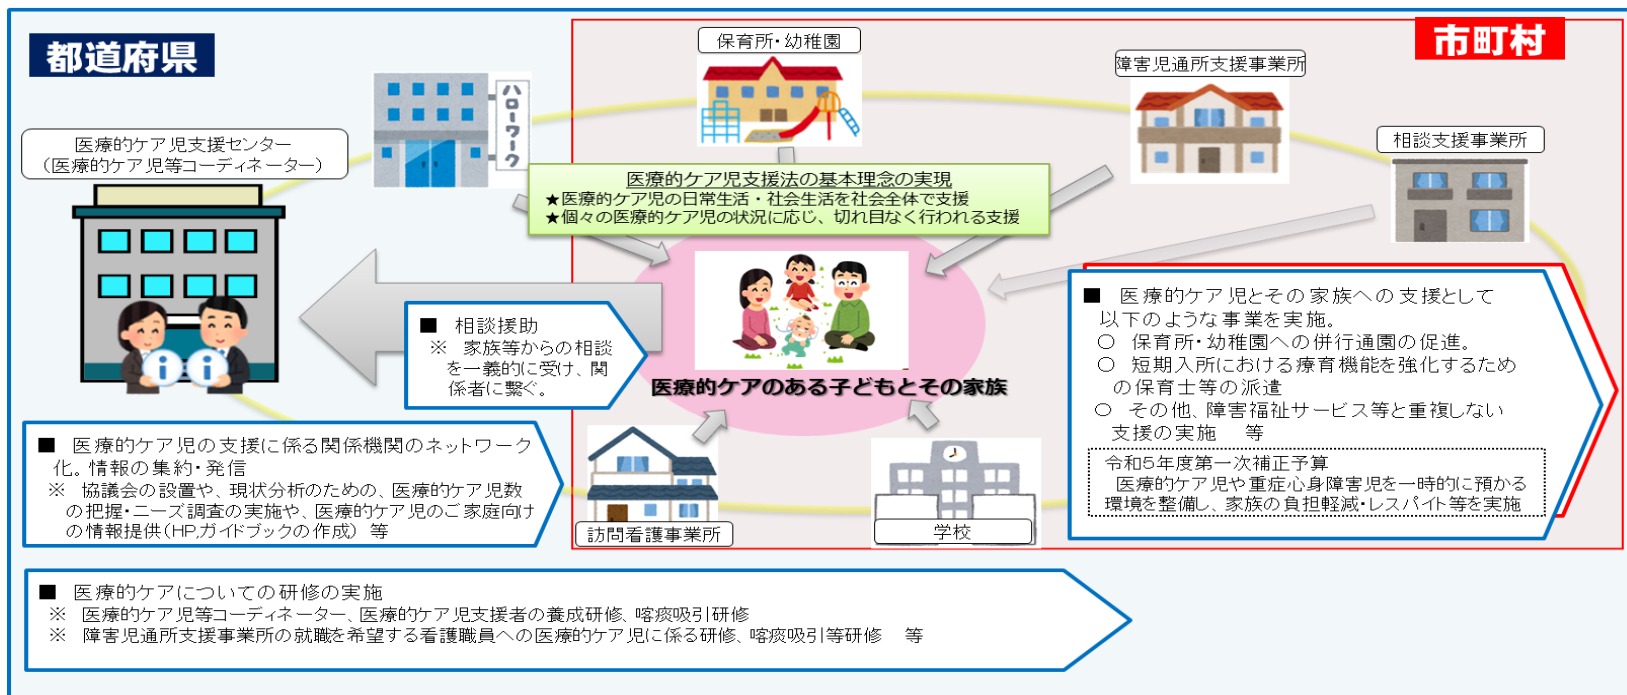 都道府県
市町村
保育所・幼稚園
障害児通所支援事業所
ハローワーク
医療的ケア児支援センター
（医療的ケア児等コーディネーター）
相談支援事業所
医療的ケア児支援法の基本理念の実現
★医療的ケア児の日常生活・社会生活を社会全体で支援
★個々の医療的ケア児の状況に応じ、切れ目なく行われる支援
■ 相談援助
※ 家族等からの相談
を一義的に受け、関
係者に繋ぐ。
医療的ケアのある子どもとその家族
■ 医療的ケア児とその家族への支援として
以下のような事業を実施。
○ 保育所・幼稚園への併行通園の促進。
○ 短期入所における療育機能を強化するため
の保育士等の派遣
○ その他、障害福祉サービス等と重複しない
支援の実施 等
令和5年度第一次補正予算
医療的ケア児や重症心身障害児を一時的に預かる
環境を整備し、家族の負担軽減・レスパイト等を実施
■ 医療的ケア児の支援に係る関係機関のネットワーク
化。情報の集約・発信
※ 協議会の設置や、現状分析のための、医療的ケア児数
の把握・ニーズ調査の実施や、医療的ケア児のご家庭向け
の情報提供（HP,ガイドブックの作成） 等
訪問看護事業所
学校
■ 医療的ケアについての研修の実施
※ 医療的ケア児等コーディネーター、医療的ケア児支援者の養成研修、喀痰吸引研修
※ 障害児通所支援事業所の就職を希望する看護職員への医療的ケア児に係る研修、喀痰吸引等研修 等